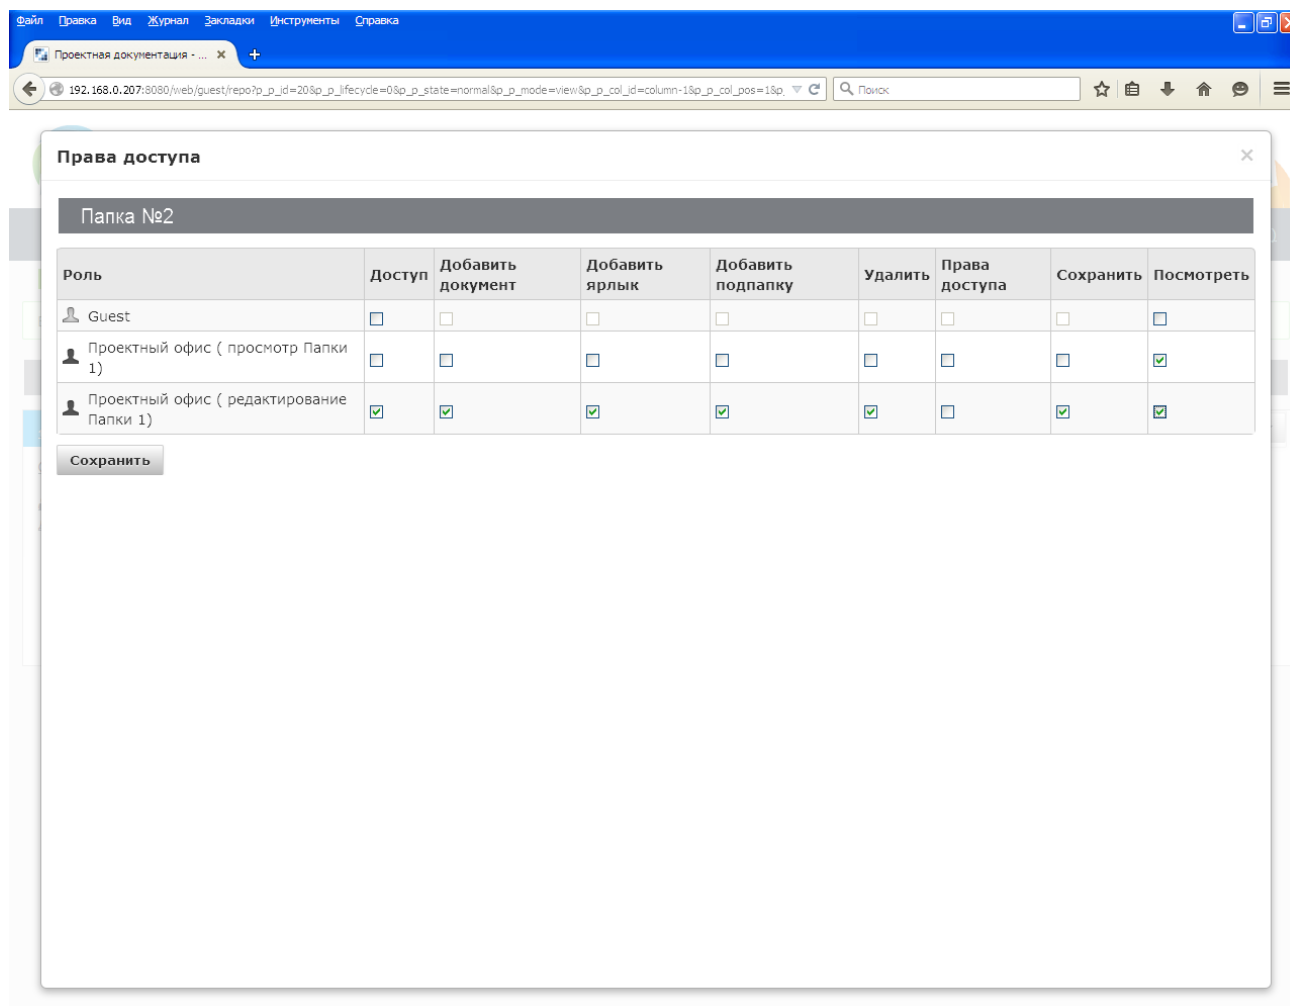 Файл Правка Вид Журнал Закладки Инструменты Справка
Проектная документация - ...
192.168.0.207:8080/web/guest/repo?p_p_id=20&p_p_lifecycle=0&p_p_state=normal&p_p_mode=view&p_p_col_id=column-1&p_p_col_pos=1&p_
Поиск
Права доступа
Папка №2
Роль Доступ Добавить документ Добавить ярлык Добавить подпапку Удалить Права доступа Сохранить Посмотреть
Guest
Проектный офис ( просмотр Папки
1)
Проектный офис ( редактирование
Папки 1)
Сохранить